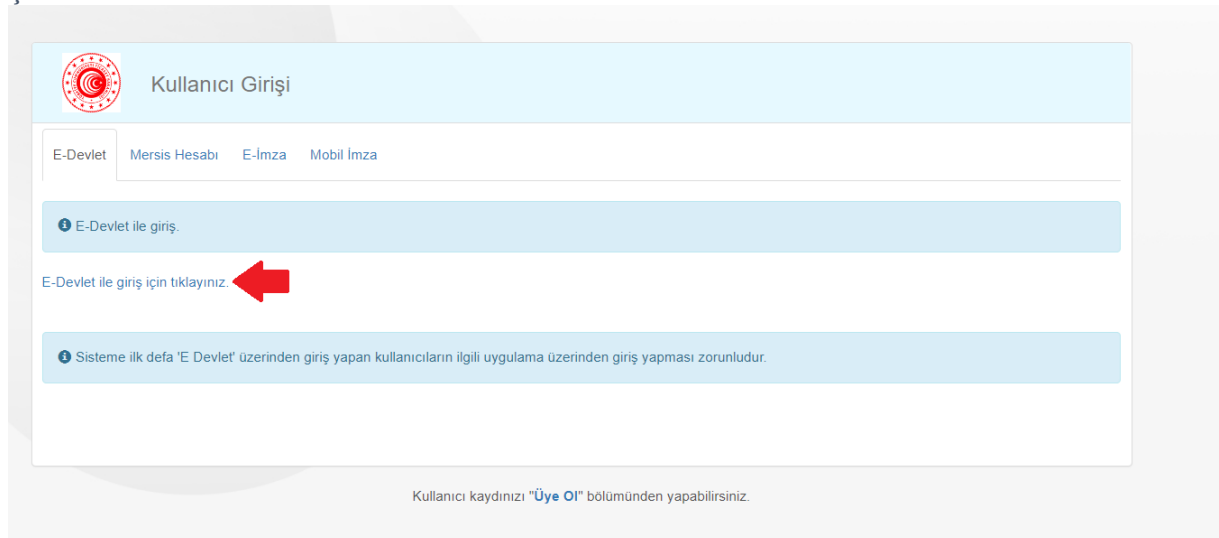 Kullanıcı Girişi
E-Devlet Mersis Hesabı E-İmza Mobil İmza
E-Devlet ile giriş.
E-Devlet ile giriş için tıklayınız.
Sisteme ilk defa 'E Devlet' üzerinden giriş yapan kullanıcıların ilgili uygulama üzerinden giriş yapması zorunludur.
Kullanıcı kaydınızı "Üye Ol" bölümünden yapabilirsiniz.